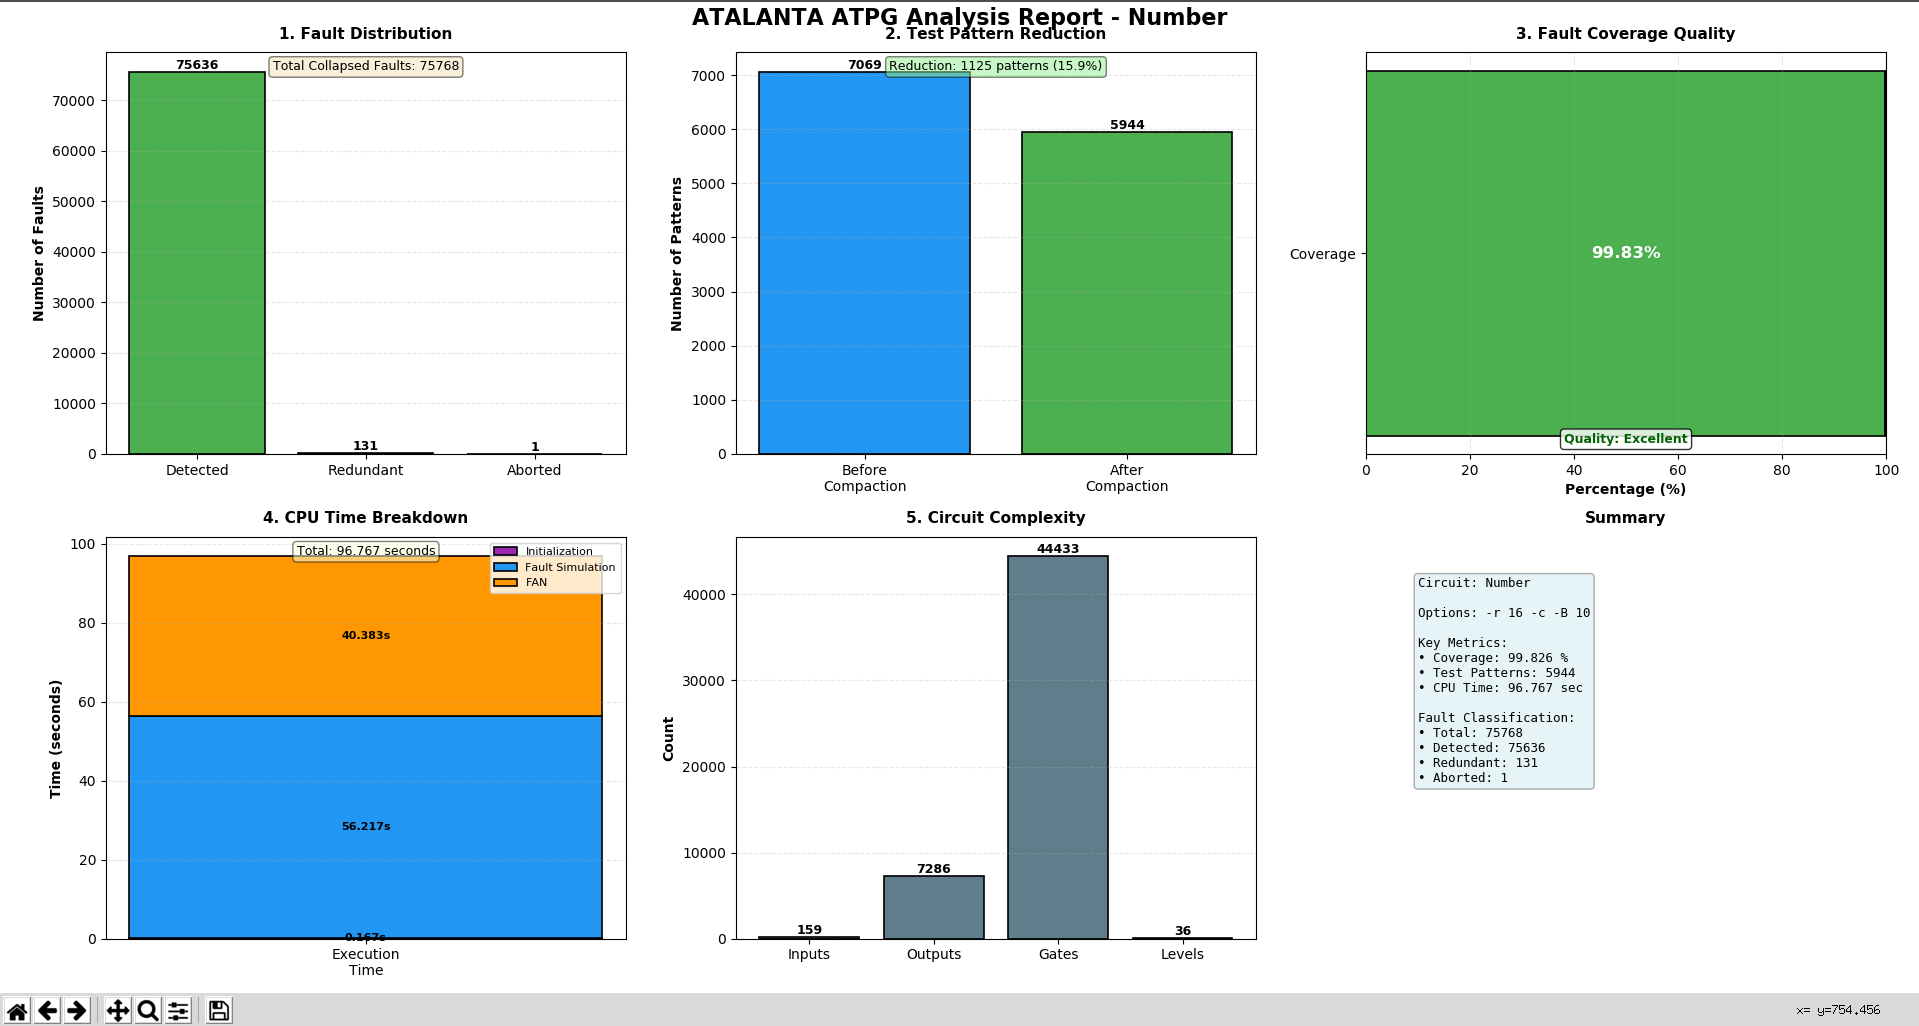 ATALANTA ATPG Analysis Report - Number
1. Fault Distribution
Total Collapsed Faults: 75768
75636
131
1
Number of Faults
70000
60000
50000
40000
30000
20000
10000
0
Detected
Redundant
Aborted
2. Test Pattern Reduction
7069
Reduction: 1125 patterns (15.9%)
5944
Number of Patterns
7000
6000
5000
4000
3000
2000
1000
0
Before
Compaction
After
Compaction
3. Fault Coverage Quality
Coverage
99.83%
Quality: Excellent
0
20
40
60
80
100
Percentage (%)
4. CPU Time Breakdown
Total: 96.767 seconds
Initialization
Fault Simulation
FAN
40.383s
56.217s
0.167s
Time (seconds)
100
80
60
40
20
0
Execution
Time
5. Circuit Complexity
159
7286
44433
36
Count
40000
30000
20000
10000
0
Inputs
Outputs
Gates
Levels
Summary
Circuit: Number
Options: -r 16 -c -B 10
Key Metrics:
• Coverage: 99.826 %
• Test Patterns: 5944
• CPU Time: 96.767 sec
Fault Classification:
• Total: 75768
• Detected: 75636
• Redundant: 131
• Aborted: 1
x= y=754.456